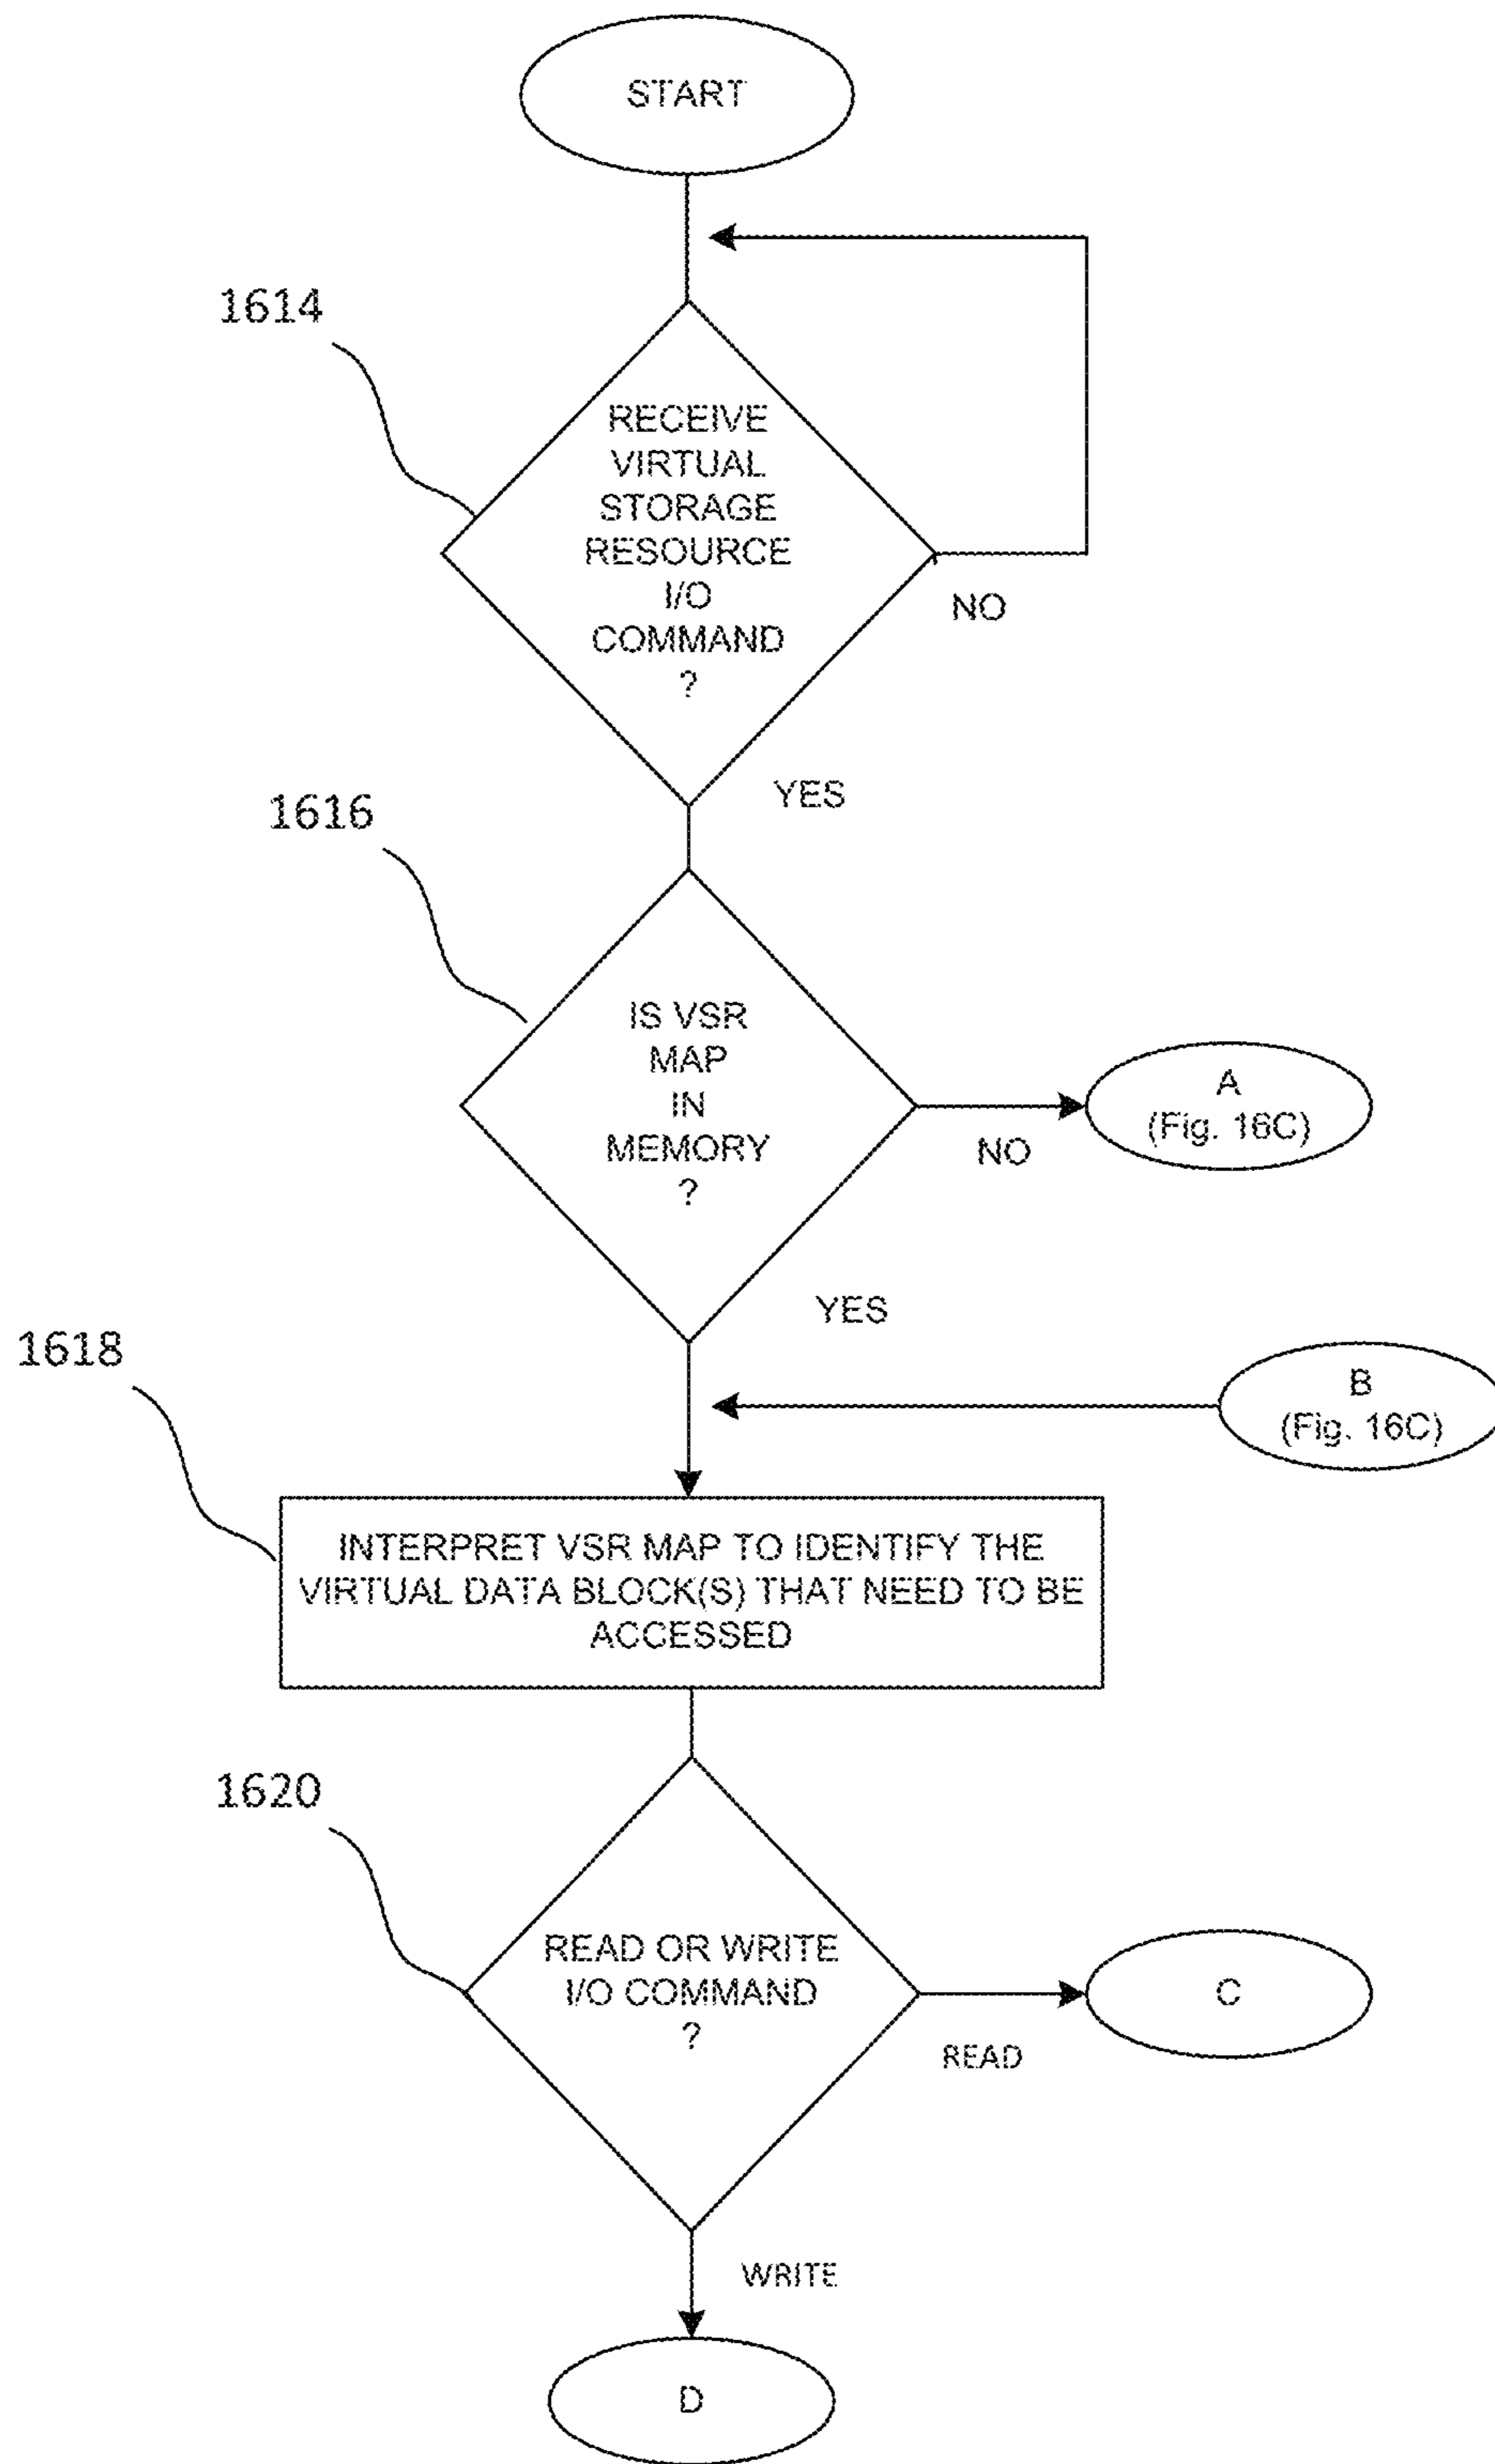 START
1614
RECEIVE
VIRTUAL
STORAGE
RESOURCE
I/O
COMMAND
?
NO
YES
1616
IS VSR
MAP
IN
MEMORY
?
NO
A
(Fig. 16C)
YES
1618
B
(Fig. 16C)
INTERPRET VSR MAP TO IDENTIFY THE
VIRTUAL DATA BLOCK(S) THAT NEED TO BE
ACCESSED
1620
READ OR WRITE
I/O COMMAND
?
READ
C
WRITE
D